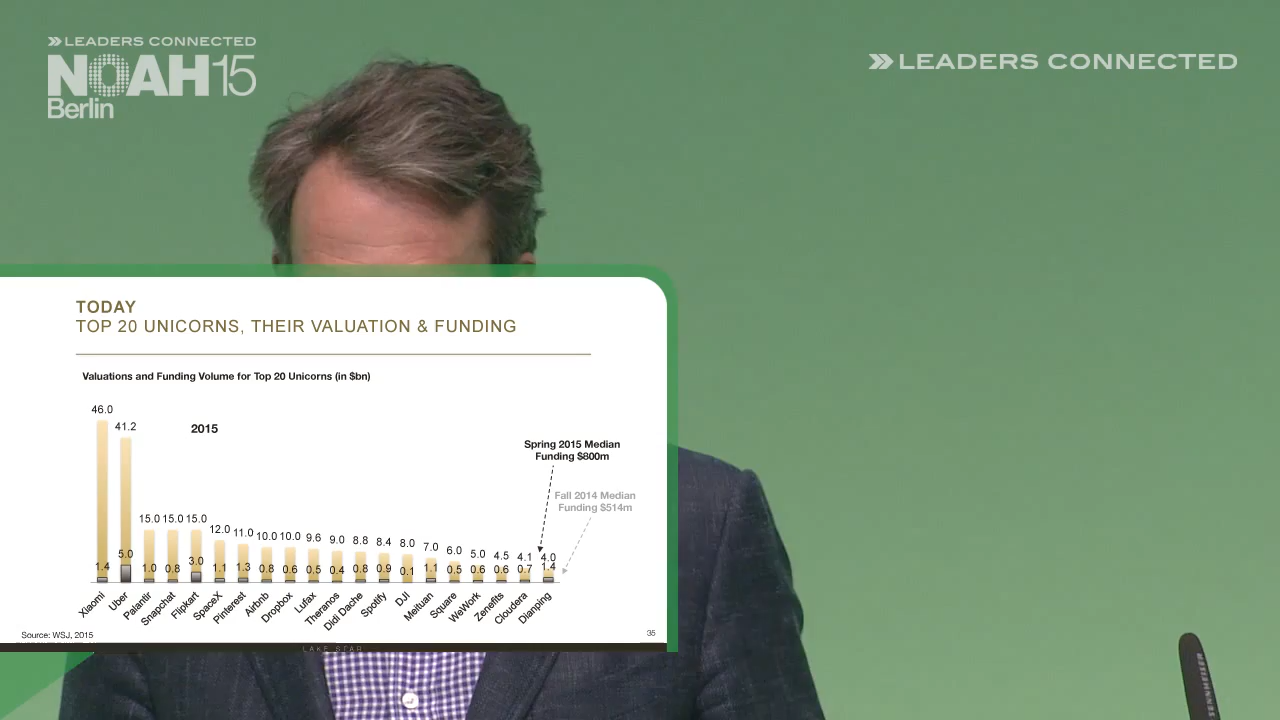 LEADERS CONNECTED
NOAH15
Berlin
LEADERS CONNECTED
TODAY
TOP 20 UNICORNS, THEIR VALUATION & FUNDING
Valuations and Funding Volume for Top 20 Unicorns (in $bn)
2015
Spring 2015 Median
Funding $800m
Fall 2014 Median
Funding $514m
46.0 41.2 15.0 15.0 15.0 12.0 11.0 10.0 10.0 9.6 9.0 8.8 8.4 8.0 7.0 6.0 5.0 4.5 4.1 4.0
1.4 5.0 1.0 0.8 3.0 1.1 1.3 0.8 0.6 0.5 0.4 0.8 0.9 0.1 1.1 0.5 0.6 0.6 0.7 1.4
Xiaomi Uber Palantir Snapchat Flipkart SpaceX Pinterest Airbnb Dropbox Lufax Theranos Didi Dache Spotify DJI Meituan Square WeWork Zenefits Cloudera Dianping
Source: WSJ, 2015
35
LAKE STAR
SENNHEISER